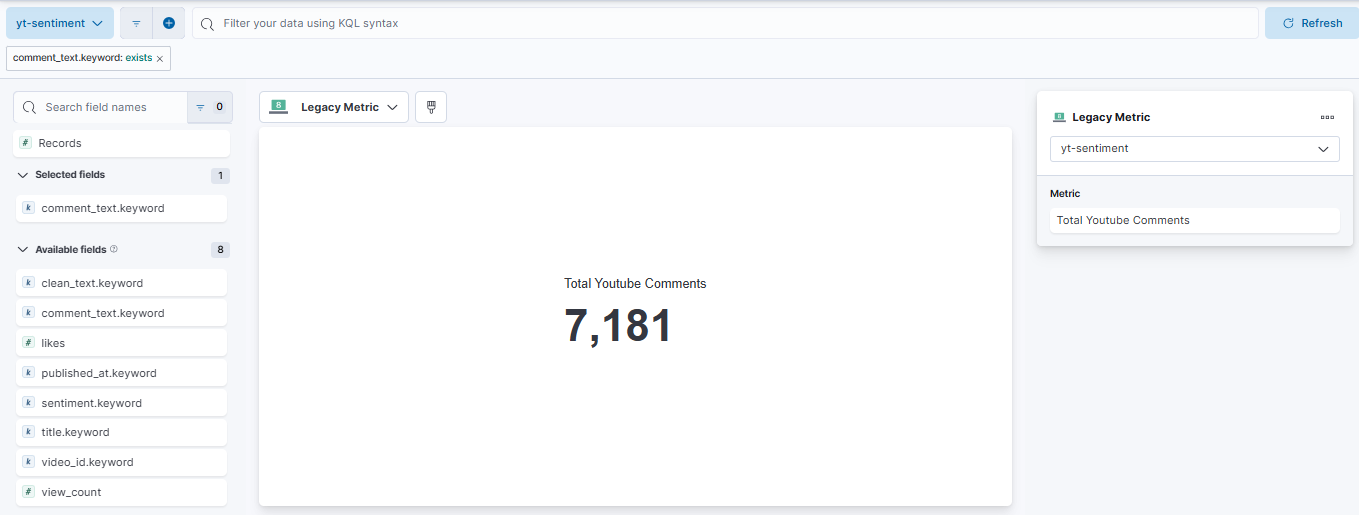 yt-sentiment
Filter your data using KQL syntax
Refresh
comment_text.keyword: exists ×
Search field names
0
Legacy Metric
# Records
Selected fields
1
k comment_text.keyword
Available fields
8
k clean_text.keyword
k comment_text.keyword
# likes
k published_at.keyword
k sentiment.keyword
k title.keyword
k video_id.keyword
# view_count
Total Youtube Comments
7,181
Legacy Metric
yt-sentiment
Metric
Total Youtube Comments